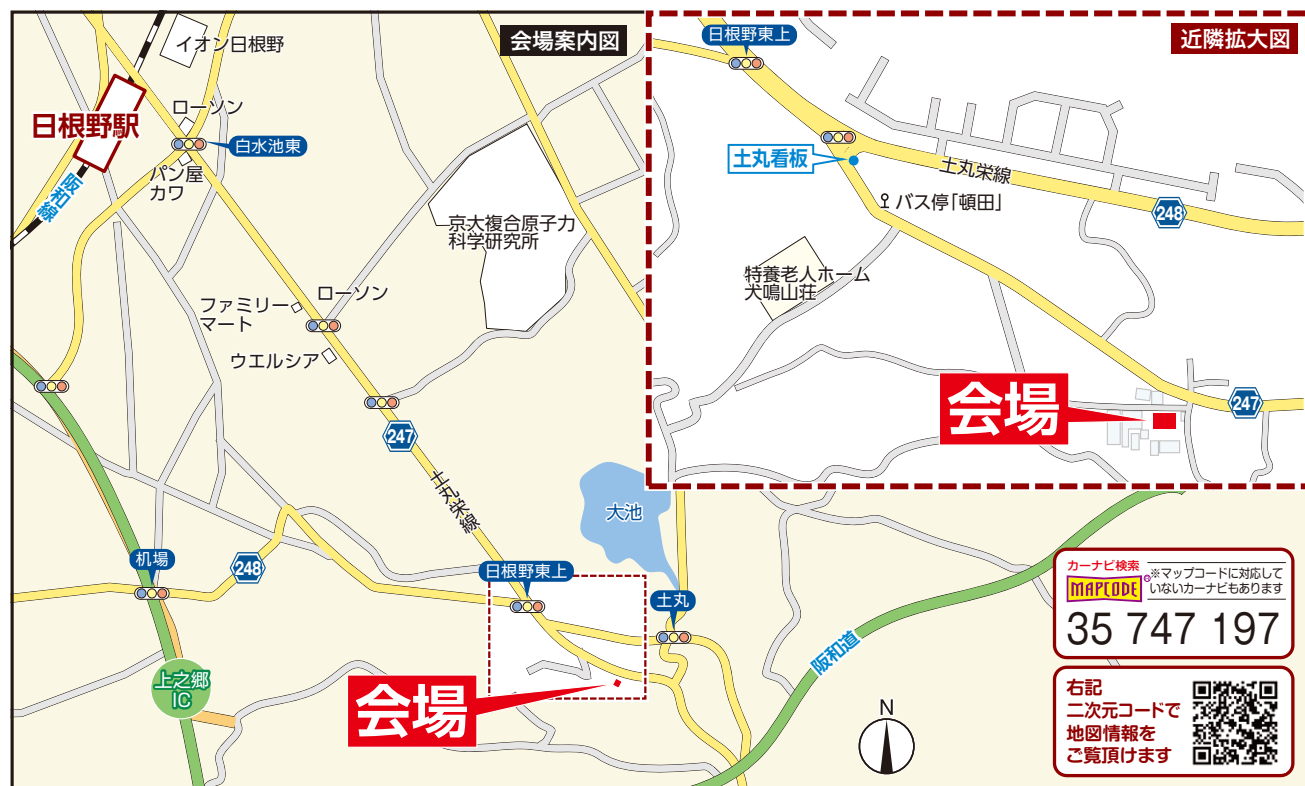 会場案内図
イオン日根野
日根野駅
ローソン
白水池東
パン屋
カワ
阪和線
京大複合原子力
科学研究所
ファミリー
マート
ローソン
ウエルシア
247
土丸栄線
大池
机場
248
日根野東上
土丸
上之郷
IC
会場
阪和道
N
近隣拡大図
日根野東上
土丸看板
土丸栄線
バス停「頓田」
248
特養老人ホーム
犬鳴山荘
会場
247
カーナビ検索
MAPCODE®
※マップコードに対応して
いないカーナビもあります
35 747 197
右記
二次元コードで
地図情報を
ご覧頂けます